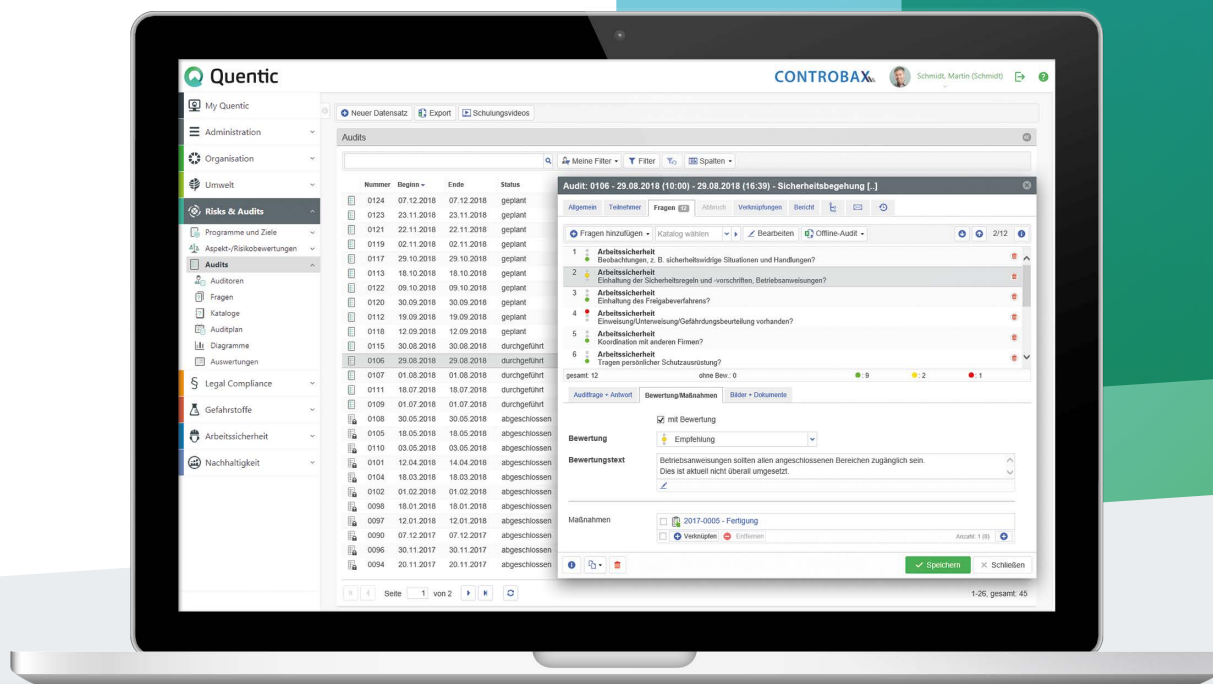 Quentic
CONTROBAX
Schmidt, Martin (Schmidt)
My Quentic
Administration
Organisation
Umwelt
Risks & Audits
Programme und Ziele
Aspekt-/Risikobewertungen
Audits
Auditoren
Fragen
Kataloge
Auditplan
Diagramme
Auswertungen
Legal Compliance
Gefahrstoffe
Arbeitssicherheit
Nachhaltigkeit
Neuer Datensatz Export Schulungsvideos
Audits
Meine Filter Filter Spalten
Nummer Beginn Ende Status
0124 07.12.2018 07.12.2018 geplant
0123 23.11.2018 23.11.2018 geplant
0121 22.11.2018 22.11.2018 geplant
0119 02.11.2018 02.11.2018 geplant
0117 29.10.2018 29.10.2018 geplant
0113 18.10.2018 18.10.2018 geplant
0122 09.10.2018 09.10.2018 geplant
0120 30.09.2018 30.09.2018 geplant
0112 19.09.2018 19.09.2018 geplant
0118 12.09.2018 12.09.2018 geplant
0115 30.08.2018 30.08.2018 durchgeführt
0106 29.08.2018 29.08.2018 durchgeführt
0107 01.08.2018 01.08.2018 durchgeführt
0111 18.07.2018 18.07.2018 durchgeführt
0109 01.07.2018 01.07.2018 durchgeführt
0108 30.05.2018 30.05.2018 abgeschlossen
0105 18.05.2018 18.05.2018 abgeschlossen
0110 03.05.2018 03.05.2018 abgeschlossen
0101 12.04.2018 14.04.2018 abgeschlossen
0104 18.03.2018 18.03.2018 abgeschlossen
0102 01.02.2018 01.02.2018 abgeschlossen
0098 18.01.2018 18.01.2018 abgeschlossen
0097 12.01.2018 12.01.2018 abgeschlossen
0090 07.12.2017 07.12.2017 abgeschlossen
0096 30.11.2017 30.11.2017 abgeschlossen
0094 20.11.2017 20.11.2017 abgeschlossen
Seite 1 von 2
1-26, gesamt: 45
Audit: 0106 - 29.08.2018 (10:00) - 29.08.2018 (16:39) - Sicherheitsbegehung [..]
Allgemein Teilnehmer Fragen 12 Abbruch Verknüpfungen Bericht
Fragen hinzufügen Katalog wählen Bearbeiten Offline-Audit 2/12
1 Arbeitssicherheit
Beobachtungen, z. B. sicherheitswidrige Situationen und Handlungen?
2 Arbeitssicherheit
Einhaltung der Sicherheitsregeln und -vorschriften, Betriebsanweisungen?
3 Arbeitssicherheit
Einhaltung des Freigabeverfahrens?
4 Arbeitssicherheit
Einweisung/Unterweisung/Gefährdungsbeurteilung vorhanden?
5 Arbeitssicherheit
Koordination mit anderen Firmen?
6 Arbeitssicherheit
Tragen persönlicher Schutzausrüstung?
gesamt: 12 ohne Bew.: 0 : 9 : 2 : 1
Auditfrage + Antwort Bewertung/Maßnahmen Bilder + Dokumente
mit Bewertung
Bewertung Empfehlung
Bewertungstext Betriebsanweisungen sollten allen angeschlossenen Bereichen zugänglich sein.
Dies ist aktuell nicht überall umgesetzt.
Maßnahmen 2017-0005 - Fertigung
Verknüpfen Entfernen Anzahl: 1 (0)
Speichern Schließen